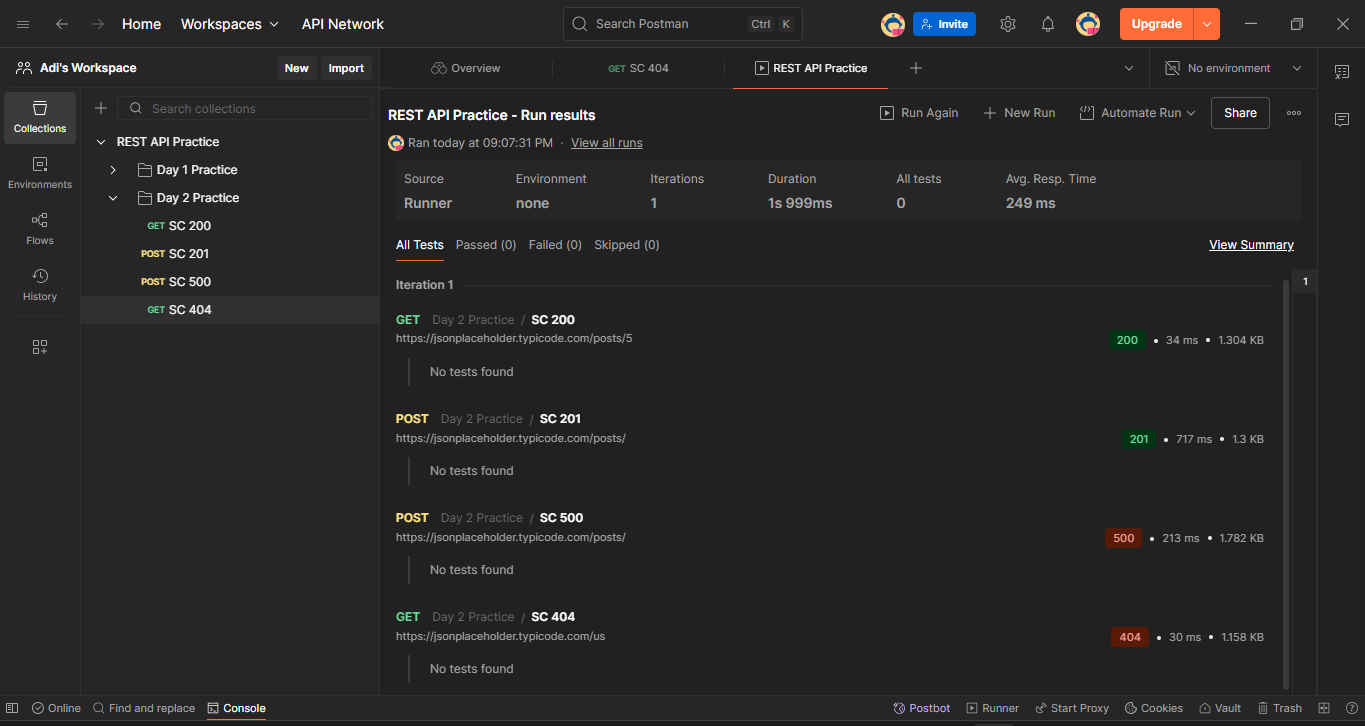 Home Workspaces API Network Search Postman Ctrl K Invite Upgrade
Adi's Workspace New Import Overview GET SC 404 REST API Practice No environment
Collections
Environments
Flows
History
Search collections
REST API Practice
Day 1 Practice
Day 2 Practice
GET SC 200
POST SC 201
POST SC 500
GET SC 404
REST API Practice - Run results Run Again New Run Automate Run Share
Ran today at 09:07:31 PM · View all runs
Source Environment Iterations Duration All tests Avg. Resp. Time
Runner none 1 1s 999ms 0 249 ms
All Tests Passed (0) Failed (0) Skipped (0) View Summary
Iteration 1
1
GET Day 2 Practice / SC 200
https://jsonplaceholder.typicode.com/posts/5
200 • 34 ms • 1.304 KB
No tests found
POST Day 2 Practice / SC 201
https://jsonplaceholder.typicode.com/posts/
201 • 717 ms • 1.3 KB
No tests found
POST Day 2 Practice / SC 500
https://jsonplaceholder.typicode.com/posts/
500 • 213 ms • 1.782 KB
No tests found
GET Day 2 Practice / SC 404
https://jsonplaceholder.typicode.com/us
404 • 30 ms • 1.158 KB
No tests found
Online Find and replace Console Postbot Runner Start Proxy Cookies Vault Trash